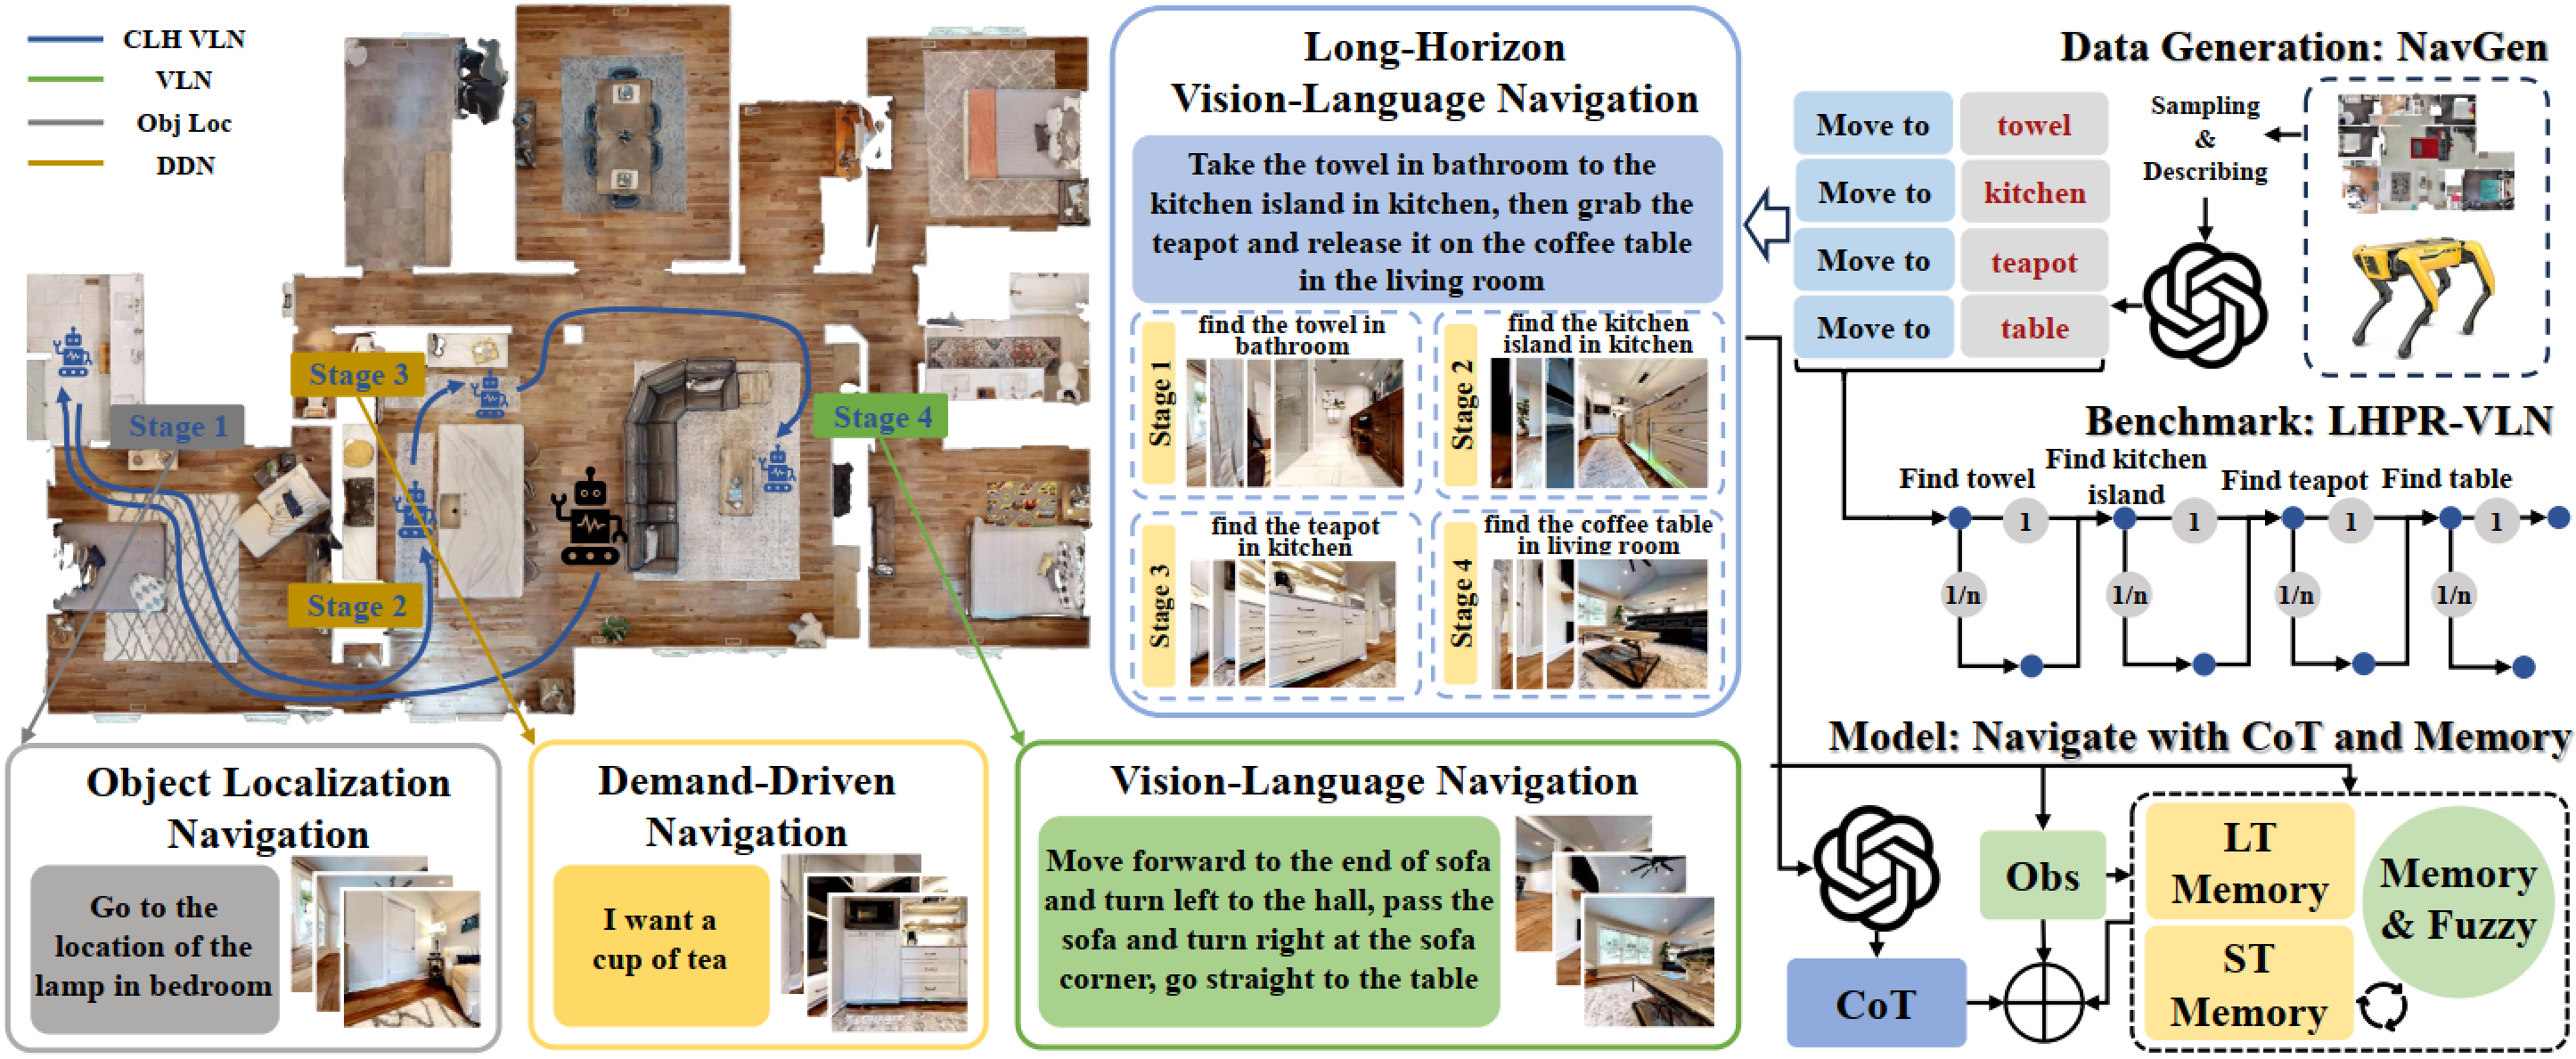 CLH VLN
VLN
Obj Loc
DDN
Stage 1
Stage 3
Stage 2
Stage 4
Long-Horizon
Vision-Language Navigation
Take the towel in bathroom to the
kitchen island in kitchen, then grab the
teapot and release it on the coffee table
in the living room
Stage 1
find the towel in
bathroom
Stage 2
find the kitchen
island in kitchen
Stage 3
find the teapot
in kitchen
Stage 4
find the coffee table
in living room
Object Localization
Navigation
Go to the
location of the
lamp in bedroom
Demand-Driven
Navigation
I want a
cup of tea
Vision-Language Navigation
Move forward to the end of sofa
and turn left to the hall, pass the
sofa and turn right at the sofa
corner, go straight to the table
Data Generation: NavGen
Move to towel
Move to kitchen
Move to teapot
Move to table
Sampling
&
Describing
Benchmark: LHPR-VLN
Find towel
Find kitchen
island
Find teapot
Find table
1
1
1
1
1/n
1/n
1/n
1/n
Model: Navigate with CoT and Memory
CoT
Obs
LT
Memory
ST
Memory
Memory
& Fuzzy